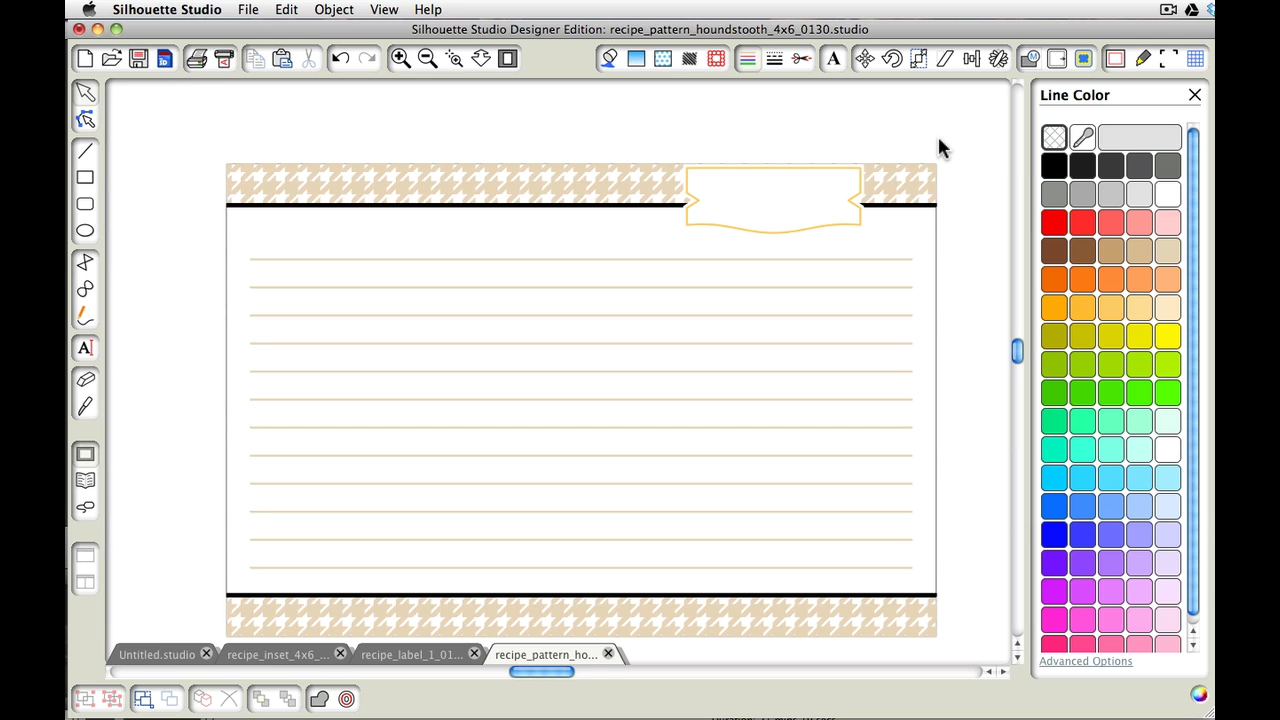 Silhouette Studio File Edit Object View Help
Silhouette Studio Designer Edition: recipe_pattern_houndstooth_4x6_0130.studio
Line Color
Untitled.studio recipe_inset_4x6_... recipe_label_1_01... recipe_pattern_ho...
Advanced Options